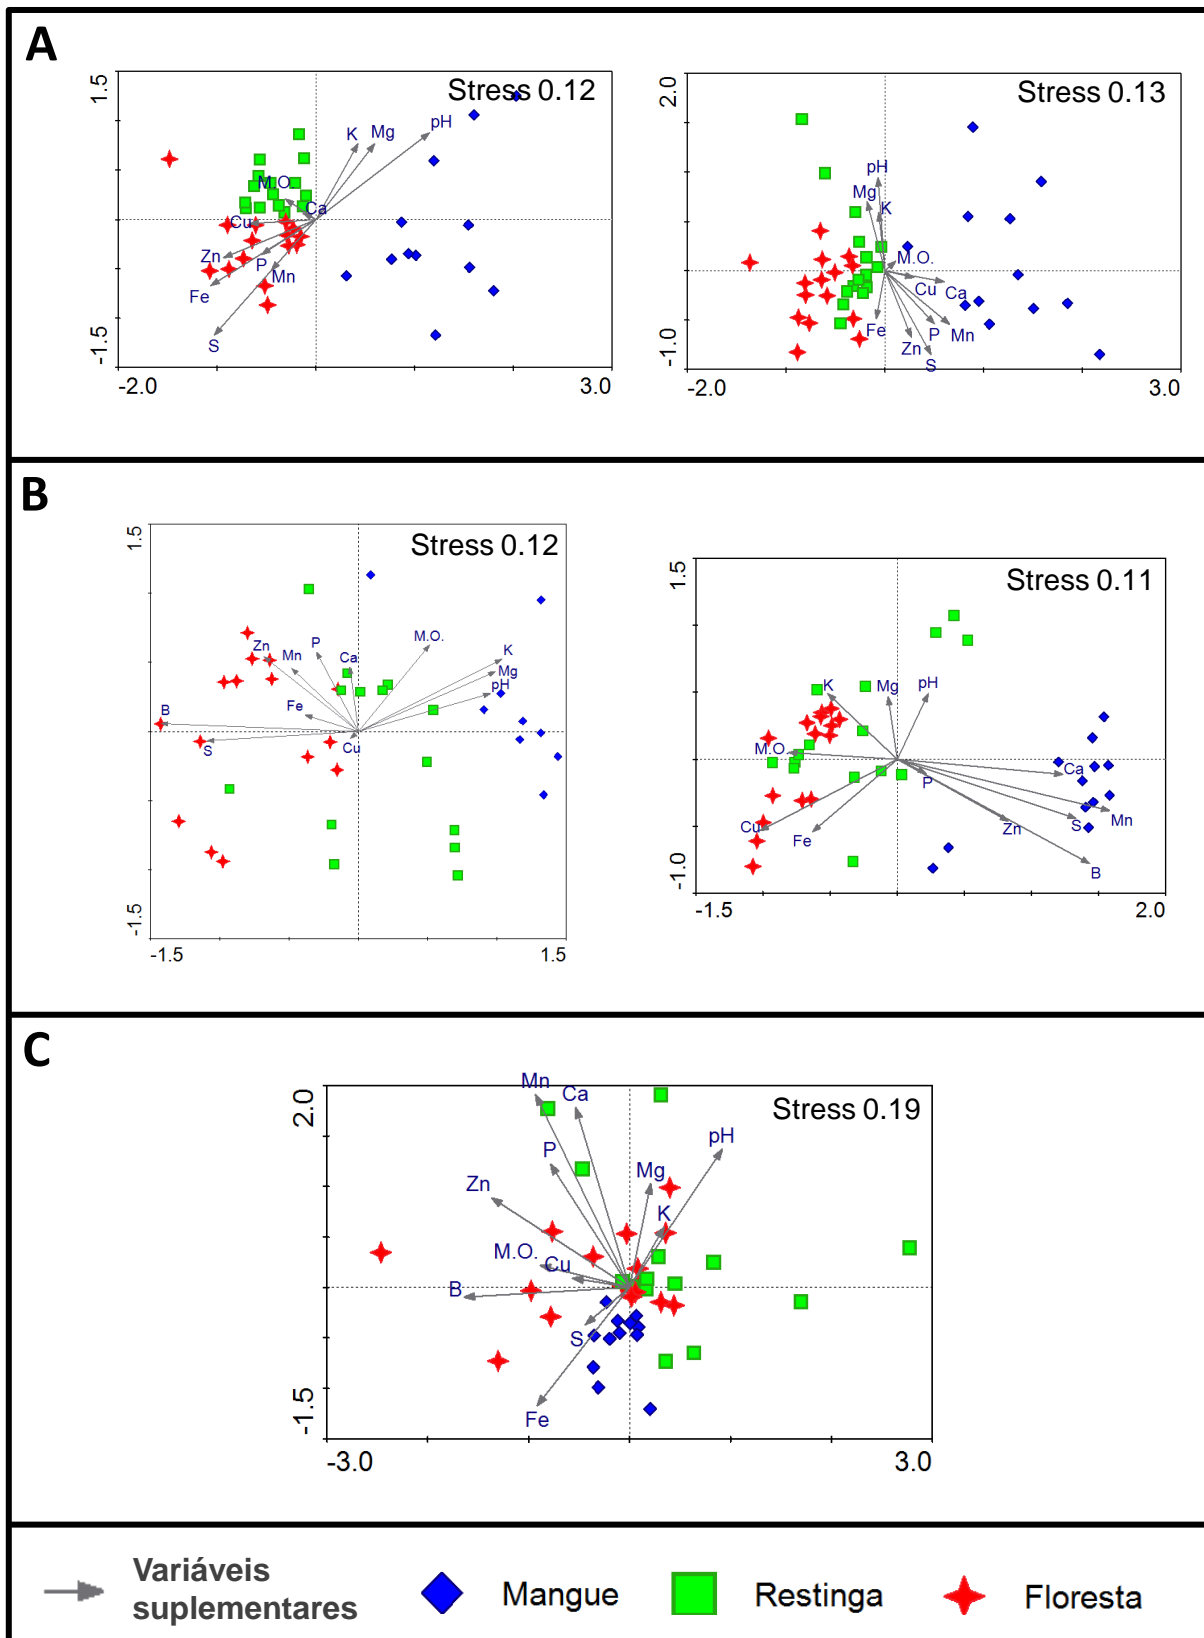 A
1.5
Stress 0.12
K
Mg
pH
M.O.
Ca
Cu
Zn
P
Mn
Fe
S
-1.5
-2.0
3.0
2.0
Stress 0.13
pH
Mg
K
M.O.
Cu
Ca
Fe
P
Mn
Zn
S
-1.0
-2.0
3.0
B
1.5
Stress 0.12
Zn
Mn
P
Ca
M.O.
K
Mg
pH
B
Fe
S
Cu
-1.5
-1.5
1.5
1.5
Stress 0.11
K
Mg
pH
M.O
Ca
P
Cu
Fe
Zn
S
Mn
B
-1.0
-1.5
2.0
C
2.0
Mn
Ca
Stress 0.19
P
pH
Zn
Mg
K
M.O.
Cu
B
S
Fe
-1.5
-3.0
3.0
Variáveis
suplementares
Mangue
Restinga
Floresta